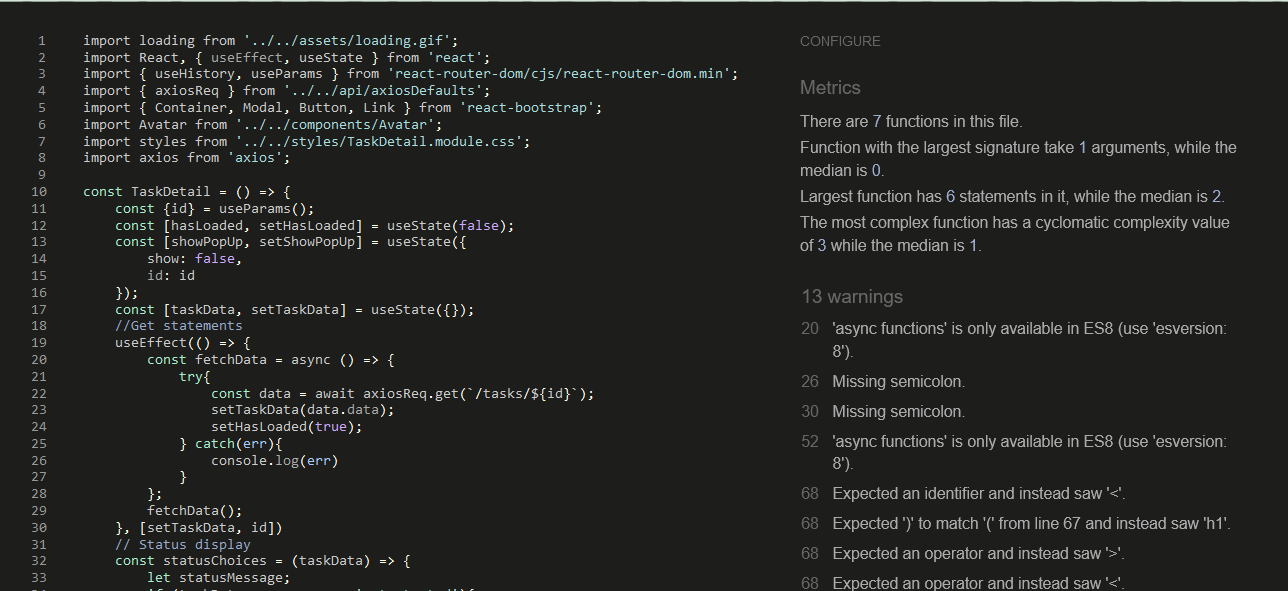 1 import loading from '../../assets/loading.gif';
2 import React, { useEffect, useState } from 'react';
3 import { useHistory, useParams } from 'react-router-dom/cjs/react-router-dom.min';
4 import { axiosReq } from '../../api/axiosDefaults';
5 import { Container, Modal, Button, Link } from 'react-bootstrap';
6 import Avatar from '../../components/Avatar';
7 import styles from '../../styles/TaskDetail.module.css';
8 import axios from 'axios';
9
10 const TaskDetail = () => {
11 const {id} = useParams();
12 const [hasLoaded, setHasLoaded] = useState(false);
13 const [showPopUp, setShowPopUp] = useState({
14 show: false,
15 id: id
16 });
17 const [taskData, setTaskData] = useState({});
18 //Get statements
19 useEffect(() => {
20 const fetchData = async () => {
21 try{
22 const data = await axiosReq.get(`/tasks/${id}`);
23 setTaskData(data.data);
24 setHasLoaded(true);
25 } catch(err){
26 console.log(err)
27 }
28 };
29 fetchData();
30 }, [setTaskData, id])
31 // Status display
32 const statusChoices = (taskData) => {
33 let statusMessage;
CONFIGURE
Metrics
There are 7 functions in this file.
Function with the largest signature take 1 arguments, while the
median is 0.
Largest function has 6 statements in it, while the median is 2.
The most complex function has a cyclomatic complexity value
of 3 while the median is 1.
13 warnings
20 'async functions' is only available in ES8 (use 'esversion:
8').
26 Missing semicolon.
30 Missing semicolon.
52 'async functions' is only available in ES8 (use 'esversion:
8').
68 Expected an identifier and instead saw '<'.
68 Expected ')' to match '(' from line 67 and instead saw 'h1'.
68 Expected an operator and instead saw '>'.
68 Expected an operator and instead saw '<'.